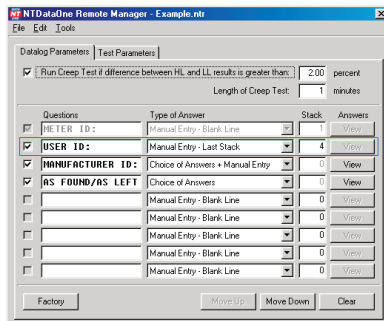 NTDataOne Remote Manager - Example.ntr
File Edit Tools
Datalog Parameters Test Parameters
Run Creep Test if difference between HL and LL results is greater than: 2.00 percent
Length of Creep Test: 1 minutes
Questions Type of Answer Stack Answers
METER ID: Manual Entry - Blank Line 1 View
USER ID: Manual Entry - Last Stack 4 View
MANUFACTURER ID: Choice of Answers + Manual Entry 0 View
AS FOUND/AS LEFT Choice of Answers 0 View
Manual Entry - Blank Line 0 View
Manual Entry - Blank Line 0 View
Manual Entry - Blank Line 0 View
Manual Entry - Blank Line 0 View
Manual Entry - Blank Line 0 View
Factory Move Up Move Down Clear